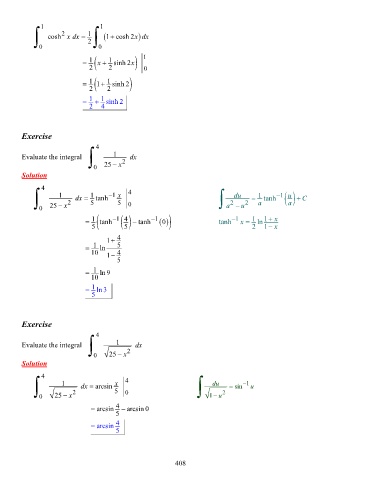 ∫₀¹ cosh² x dx = 1/2 ∫₀¹ (1 + cosh 2x) dx
= 1/2 (x + 1/2 sinh 2x) |₀¹
= 1/2 (1 + 1/2 sinh 2)
= 1/2 + 1/4 sinh 2
Exercise
Evaluate the integral ∫₀⁴ 1/(25 − x²) dx
Solution
∫₀⁴ 1/(25 − x²) dx = 1/5 tanh⁻¹ x/5 |₀⁴ ∫ du/(a² − u²) = 1/a tanh⁻¹ (u/a) + C
= 1/5 (tanh⁻¹ (4/5) − tanh⁻¹ (0)) tanh⁻¹ x = 1/2 ln (1 + x)/(1 − x)
= 1/10 ln (1 + 4/5)/(1 − 4/5)
= 1/10 ln 9
= 1/5 ln 3
Exercise
Evaluate the integral ∫₀⁴ 1/√(25 − x²) dx
Solution
∫₀⁴ 1/√(25 − x²) dx = arcsin x/5 |₀⁴ ∫ du/√(1 − u²) = sin⁻¹ u
= arcsin 4/5 − arcsin 0
= arcsin 4/5
408